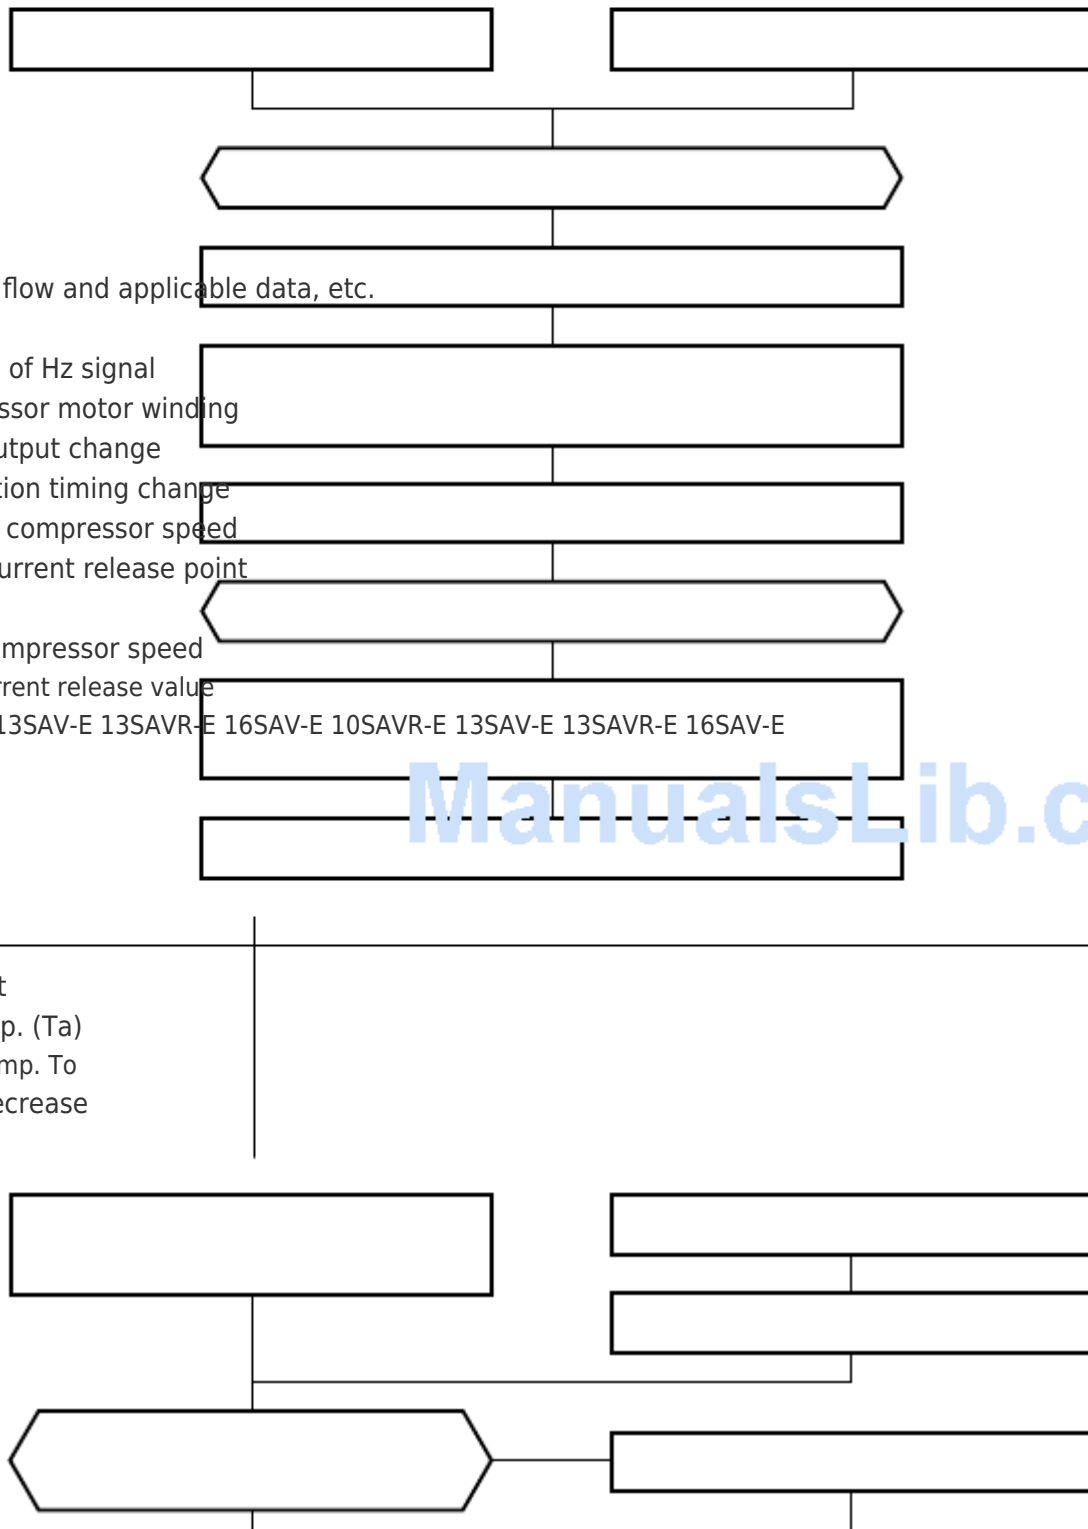 flow and applicable data, etc.
of Hz signal
ssor motor winding
utput change
tion timing change
compressor speed
urrent release point
mpressor speed
rrent release value
13SAV-E 13SAVR-E 16SAV-E 10SAVR-E 13SAV-E 13SAVR-E 16SAV-E
ManualsLib.c
t
p. (Ta)
mp. To
ecrease